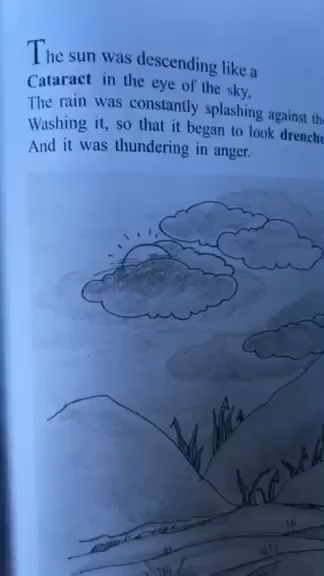 The sun was descending like a
Cataract in the eye of the sky,
The rain was constantly splashing against
Washing it, so that it began to look
And it was thundering in anger.